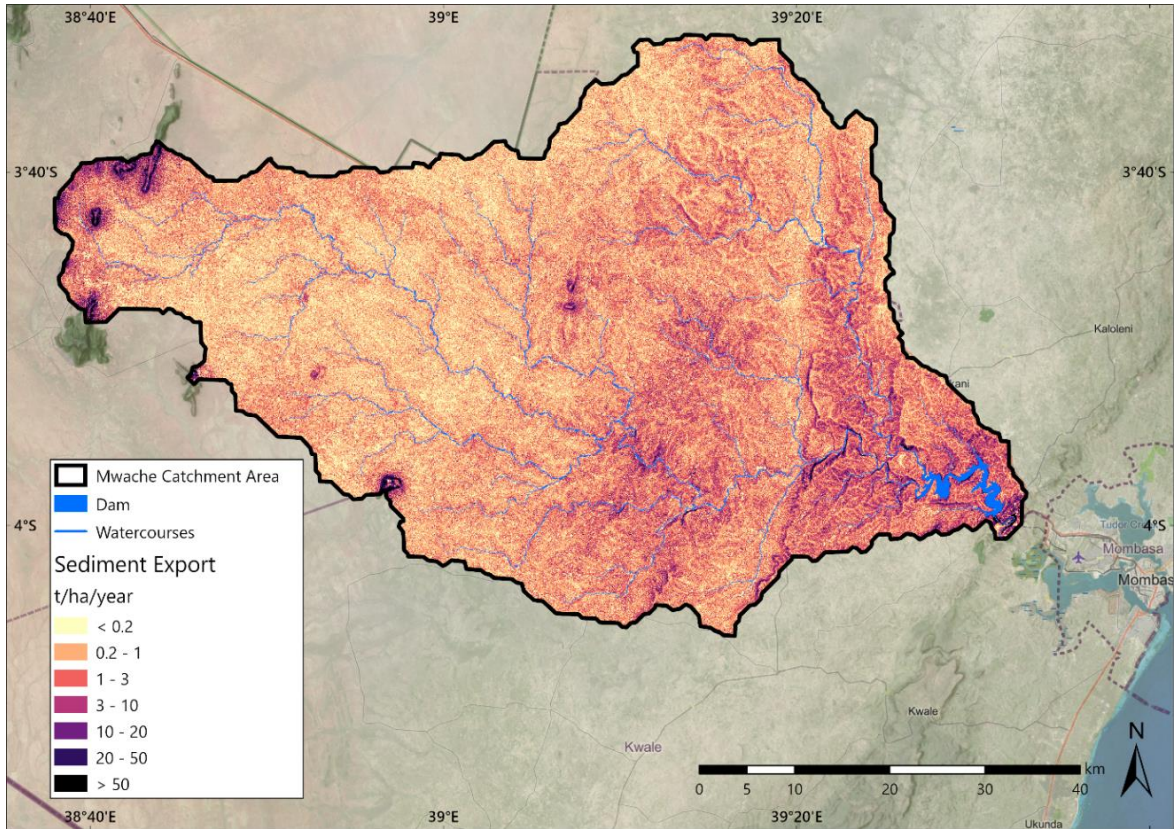 38°40'E
39°E
39°20'E
3°40'S
3°40'S
Kaloleni
ani
Mwache Catchment Area
Dam
Watercourses
Sediment Export
t/ha/year
< 0.2
0.2 - 1
1 - 3
3 - 10
10 - 20
20 - 50
> 50
4°S
4°S
Mombasa
Mombas
Kwale
Kwale
N
km
0 5 10 20 30 40
Ukunda
38°40'E
39°E
39°20'E